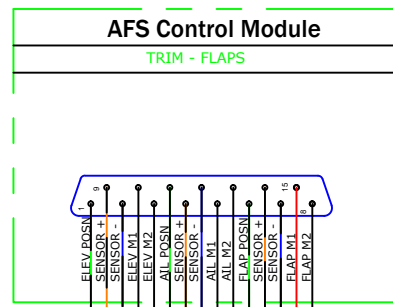 AFS Control Module
TRIM - FLAPS
9
15
1
8
ELEV POSN
SENSOR +
SENSOR -
ELEV M1
ELEV M2
AIL POSN
SENSOR +
SENSOR -
AIL M1
AIL M2
FLAP POSN
SENSOR +
SENSOR -
FLAP M1
FLAP M2